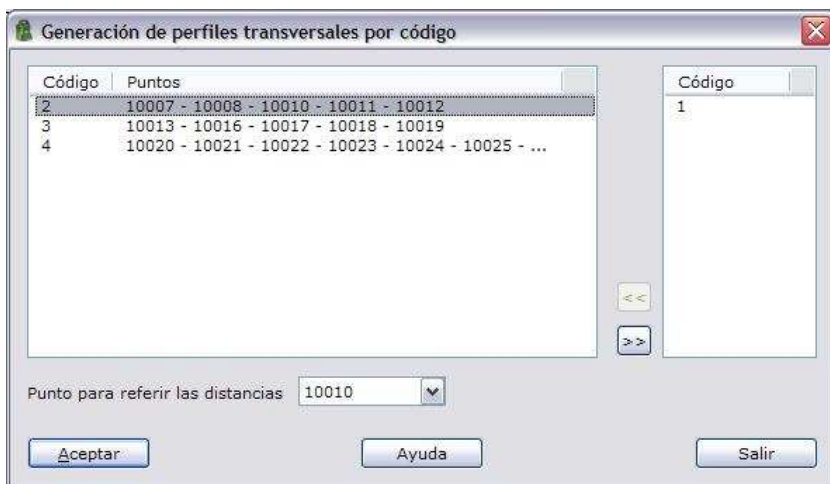 Generación de perfiles transversales por código
Código Puntos
2 10007 - 10008 - 10010 - 10011 - 10012
3 10013 - 10016 - 10017 - 10018 - 10019
4 10020 - 10021 - 10022 - 10023 - 10024 - 10025 - ...
Código
1
<<
>>
Punto para referir las distancias 10010
Aceptar Ayuda Salir